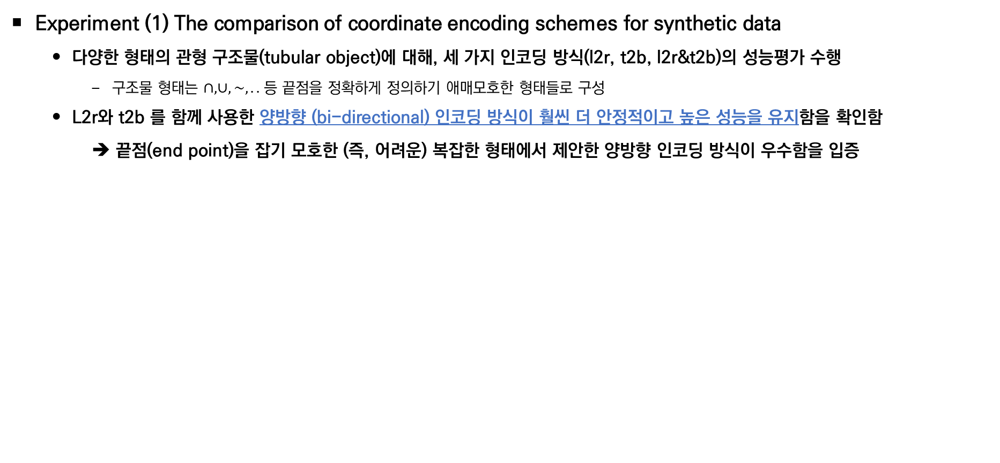 ■ Experiment (1) The comparison of coordinate encoding schemes for synthetic data
• 다양한 형태의 관형 구조물(tubular object)에 대해, 세 가지 인코딩 방식(l2r, t2b, l2r&t2b)의 성능평가 수행
– 구조물 형태는 ∩,∪, ~,.. 등 끝점을 정확하게 정의하기 애매모호한 형태들로 구성
• L2r와 t2b 를 함께 사용한 양방향 (bi-directional) 인코딩 방식이 훨씬 더 안정적이고 높은 성능을 유지함을 확인함
➔ 끝점(end point)을 잡기 모호한 (즉, 어려운) 복잡한 형태에서 제안한 양방향 인코딩 방식이 우수함을 입증